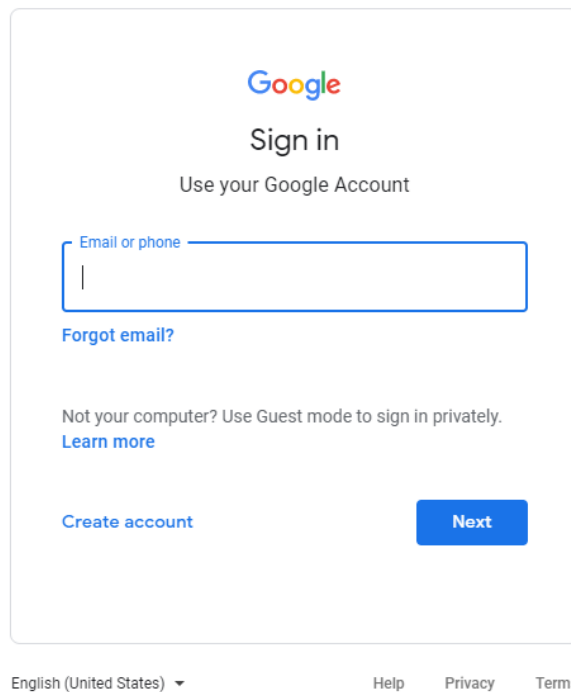 Google
Sign in
Use your Google Account
Email or phone
Forgot email?
Not your computer? Use Guest mode to sign in privately.
Learn more
Create account
Next
English (United States)
Help
Privacy
Term